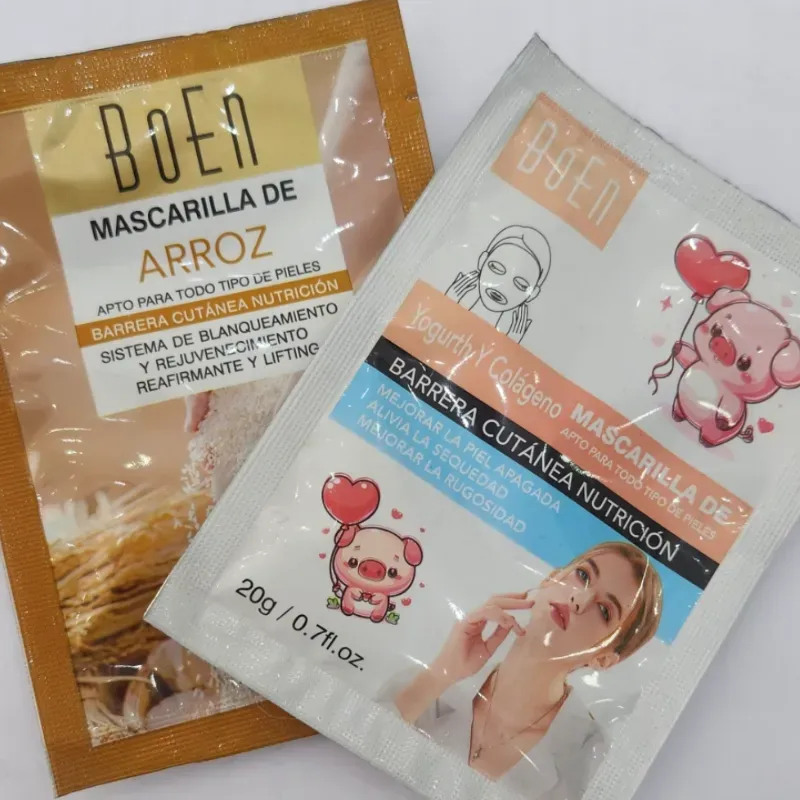 BOEN
MASCARILLA DE
ARROZ
APTO PARA TODO TIPO DE PIELES
BARRERA CUTÁNEA NUTRICIÓN
SISTEMA DE BLANQUEAMIENTO
Y REJUVENECIMIENTO
REAFIRMANTE Y LIFTING
BOEN
Yogurth Y Colágeno MASCARILLA DE
APTO PARA TODO TIPO DE PIELES
BARRERA CUTÁNEA NUTRICIÓN
MEJORAR LA PIEL APAGADA
ALIVIA LA SEQUEDAD
MEJORAR LA RUGOSIDAD
20g / 0.7fl.oz.